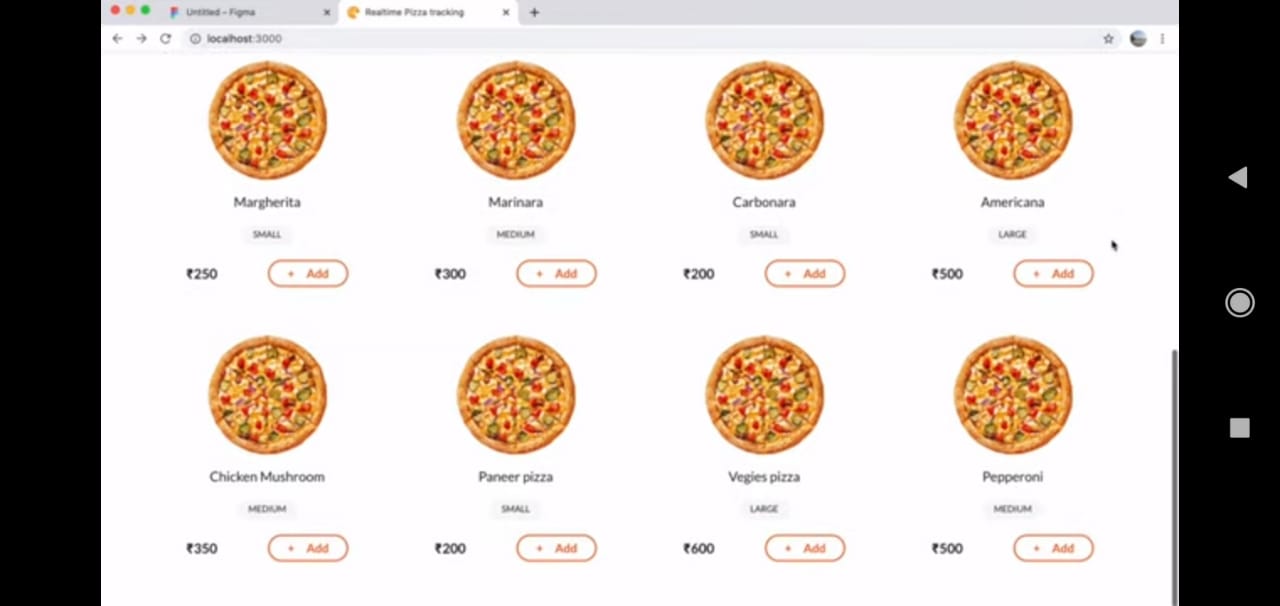 Untitled – Figma
Realtime Pizza tracking
localhost:3000
Margherita Marinara Carbonara Americana
SMALL MEDIUM SMALL LARGE
₹250 + Add ₹300 + Add ₹200 + Add ₹500 + Add
Chicken Mushroom Paneer pizza Vegies pizza Pepperoni
MEDIUM SMALL LARGE MEDIUM
₹350 + Add ₹200 + Add ₹600 + Add ₹500 + Add